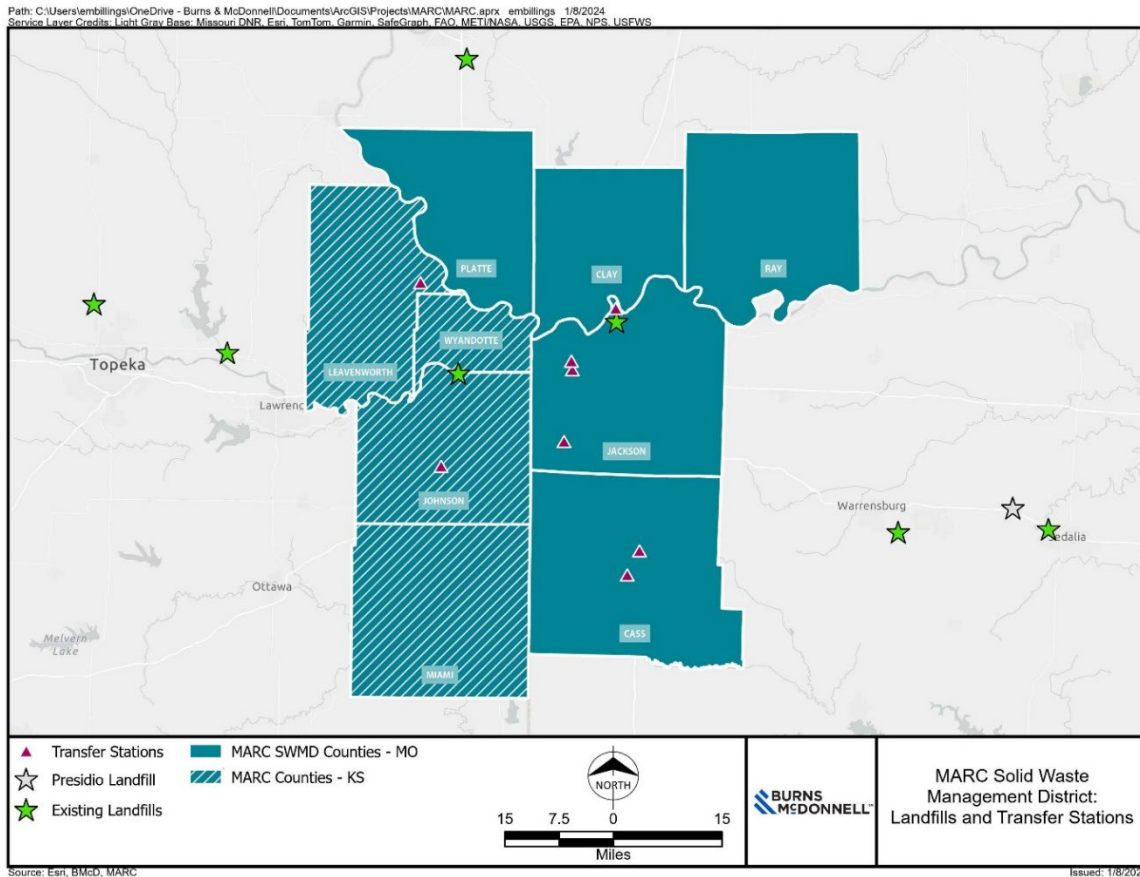 Path: C:\Users\embillings\OneDrive - Burns & McDonnell\Documents\ArcGIS\Projects\MARC\MARC.aprx embillings 1/8/2024
Service Layer Credits: Light Gray Base: Missouri DNR, Esri, TomTom, Garmin, SafeGraph, FAO, METI/NASA, USGS, EPA, NPS, USFWS
PLATTE
CLAY
RAY
WYANDOTTE
Topeka
LEAVENWORTH
Lawrenc
JACKSON
JOHNSON
Warrensburg
Sedalia
Ottawa
Melvern
Lake
CASS
MIAMI
Transfer Stations
Presidio Landfill
Existing Landfills
MARC SWMD Counties - MO
MARC Counties - KS
NORTH
15 7.5 0 15
Miles
BURNS
MCDONNELL™
MARC Solid Waste
Management District:
Landfills and Transfer Stations
Source: Esri, BMcD, MARC
Issued: 1/8/202